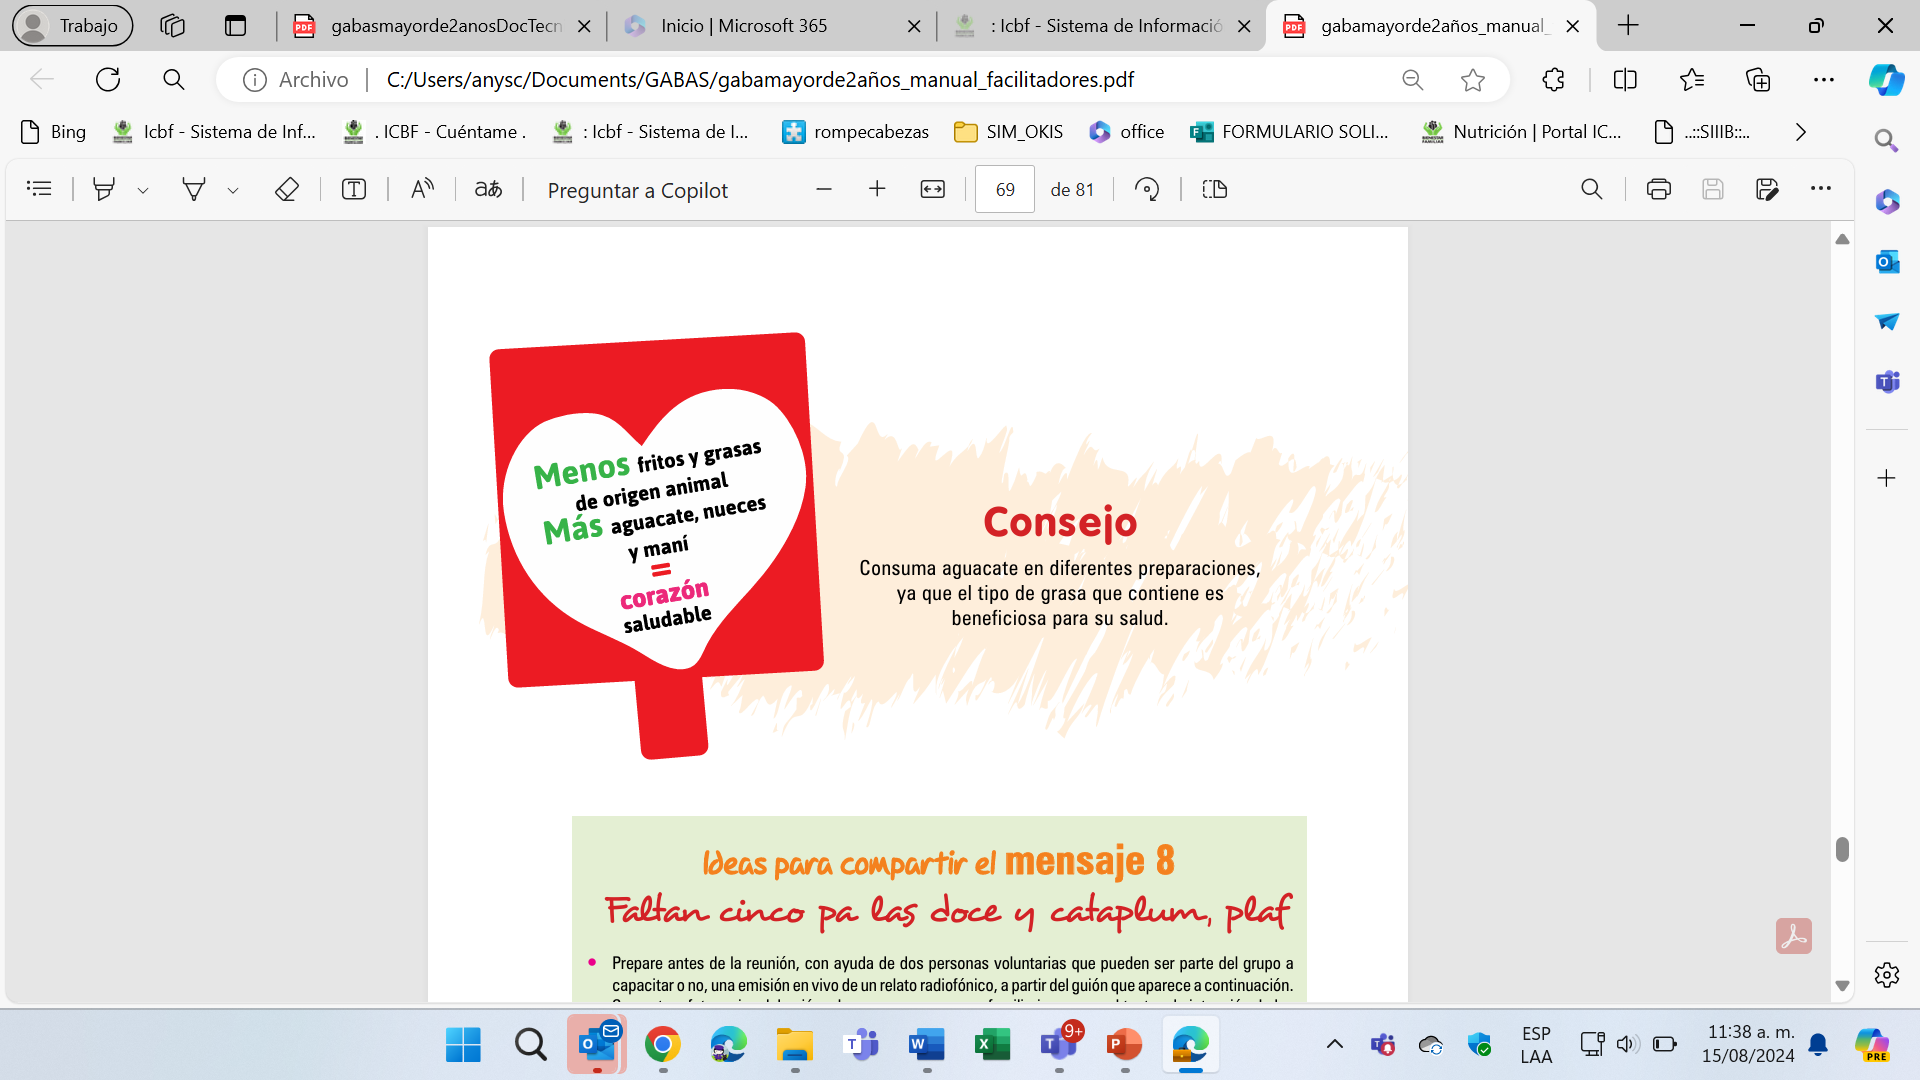 Trabajo
gabasmayorde2anosDocTecn
Inicio | Microsoft 365
: Icbf - Sistema de Informació
gabamayorde2años_manual_
Archivo
C:/Users/anysc/Documents/GABAS/gabamayorde2años_manual_facilitadores.pdf
Bing
Icbf - Sistema de Inf...
. ICBF - Cuéntame .
: Icbf - Sistema de I...
rompecabezas
SIM_OKIS
office
FORMULARIO SOLI...
Nutrición | Portal IC...
..::SIIIB::..
Preguntar a Copilot
69
de 81
Menos fritos y grasas
de origen animal
Más aguacate, nueces
y maní
=
corazón
saludable
Consejo
Consuma aguacate en diferentes preparaciones,
ya que el tipo de grasa que contiene es
beneficiosa para su salud.
Ideas para compartir el mensaje 8
Faltan cinco pa las doce y cataplum, plaf
• Prepare antes de la reunión, con ayuda de dos personas voluntarias que pueden ser parte del grupo a
capacitar o no, una emisión en vivo de un relato radiofónico, a partir del guión que aparece a continuación.
9+
ESP
LAA
11:38 a. m.
15/08/2024
PRE